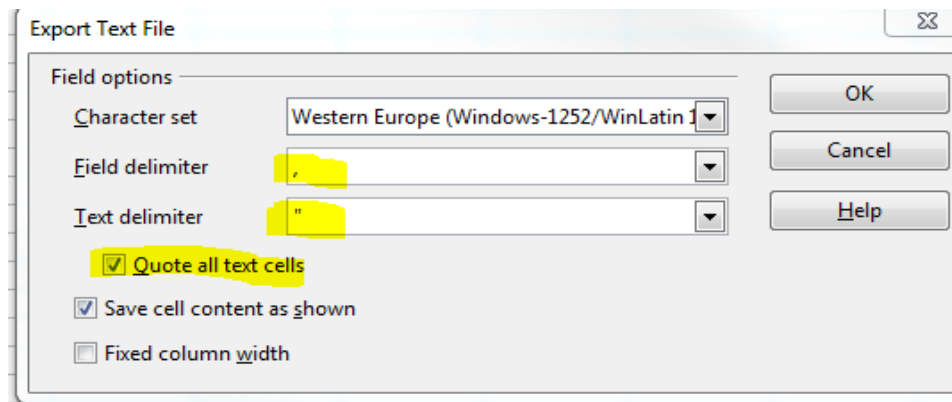 Export Text File
Field options
OK
Character set
Western Europe (Windows-1252/WinLatin 1
Cancel
Field delimiter
,
Text delimiter
"
Help
Quote all text cells
Save cell content as shown
Fixed column width